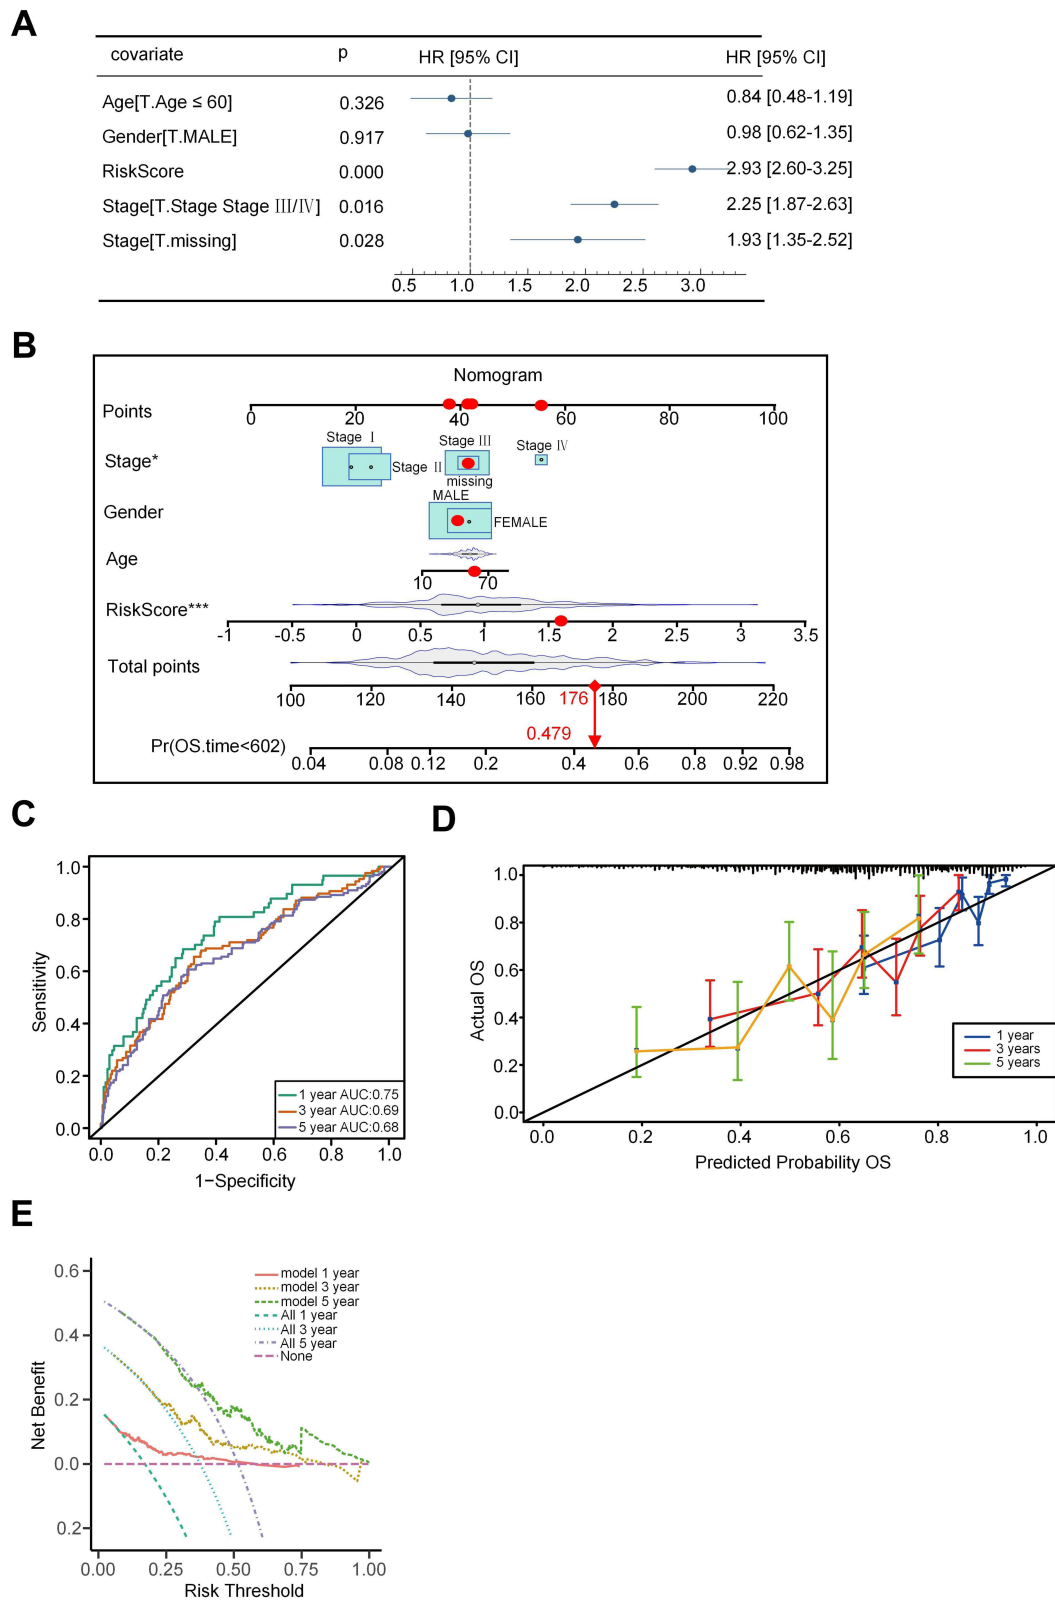 A
covariate p HR [95% CI] HR [95% CI]
Age[T.Age ≤ 60] 0.326 0.84 [0.48-1.19]
Gender[T.MALE] 0.917 0.98 [0.62-1.35]
RiskScore 0.000 2.93 [2.60-3.25]
Stage[T.Stage Stage III/IV] 0.016 2.25 [1.87-2.63]
Stage[T.missing] 0.028 1.93 [1.35-2.52]
0.5 1.0 1.5 2.0 2.5 3.0
B
Nomogram
Points
0 20 40 60 80 100
Stage I Stage III Stage IV
Stage* Stage II
missing
MALE
Gender FEMALE
Age
10 70
RiskScore***
-1 -0.5 0 0.5 1 1.5 2 2.5 3 3.5
Total points
100 120 140 160 176 180 200 220
0.479
Pr(OS.time<602)
0.04 0.08 0.12 0.2 0.4 0.6 0.8 0.92 0.98
C
Sensitivity
1.0
0.8
0.6
0.4
0.2
0.0
1 year AUC:0.75
3 year AUC:0.69
5 year AUC:0.68
0.0 0.2 0.4 0.6 0.8 1.0
1−Specificity
D
Actual OS
1.0
0.8
0.6
0.4
0.2
0.0
1 year
3 years
5 years
0.0 0.2 0.4 0.6 0.8 1.0
Predicted Probability OS
E
Net Benefit
0.6
0.4
0.2
0.0
0.2
model 1 year
model 3 year
model 5 year
All 1 year
All 3 year
All 5 year
None
0.00 0.25 0.50 0.75 1.00
Risk Threshold